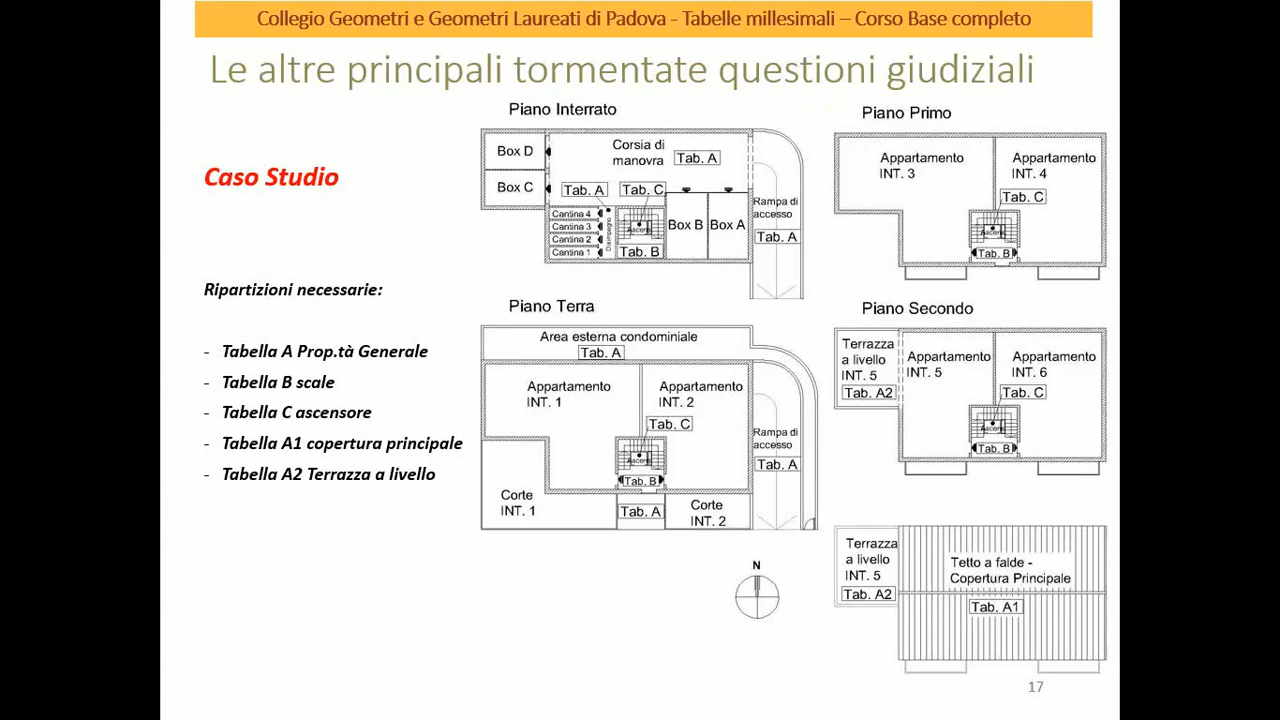 Collegio Geometri e Geometri Laureati di Padova - Tabelle millesimali – Corso Base completo
Le altre principali tormentate questioni giudiziali
Caso Studio
Ripartizioni necessarie:
- Tabella A Prop.tà Generale
- Tabella B scale
- Tabella C ascensore
- Tabella A1 copertura principale
- Tabella A2 Terrazza a livello
Piano Interrato
Box D
Corsia di
manovra
Tab. A
Box C
Tab. A
Tab. C
Rampa di
accesso
Tab. A
Cantina 4
Cantina 3
Cantina 2
Cantina 1
Disimpegno
Tab. B
Box B
Box A
Piano Terra
Area esterna condominiale
Tab. A
Appartamento
INT. 1
Appartamento
INT. 2
Tab. C
Rampa di
accesso
Tab. A
Tab. B
Corte
INT. 1
Tab. A
Corte
INT. 2
N
Piano Primo
Appartamento
INT. 3
Appartamento
INT. 4
Tab. C
Tab. B
Piano Secondo
Terrazza
a livello
INT. 5
Tab. A2
Appartamento
INT. 5
Appartamento
INT. 6
Tab. C
Tab. B
Terrazza
a livello
INT. 5
Tab. A2
Tetto a falde -
Copertura Principale
Tab. A1
17